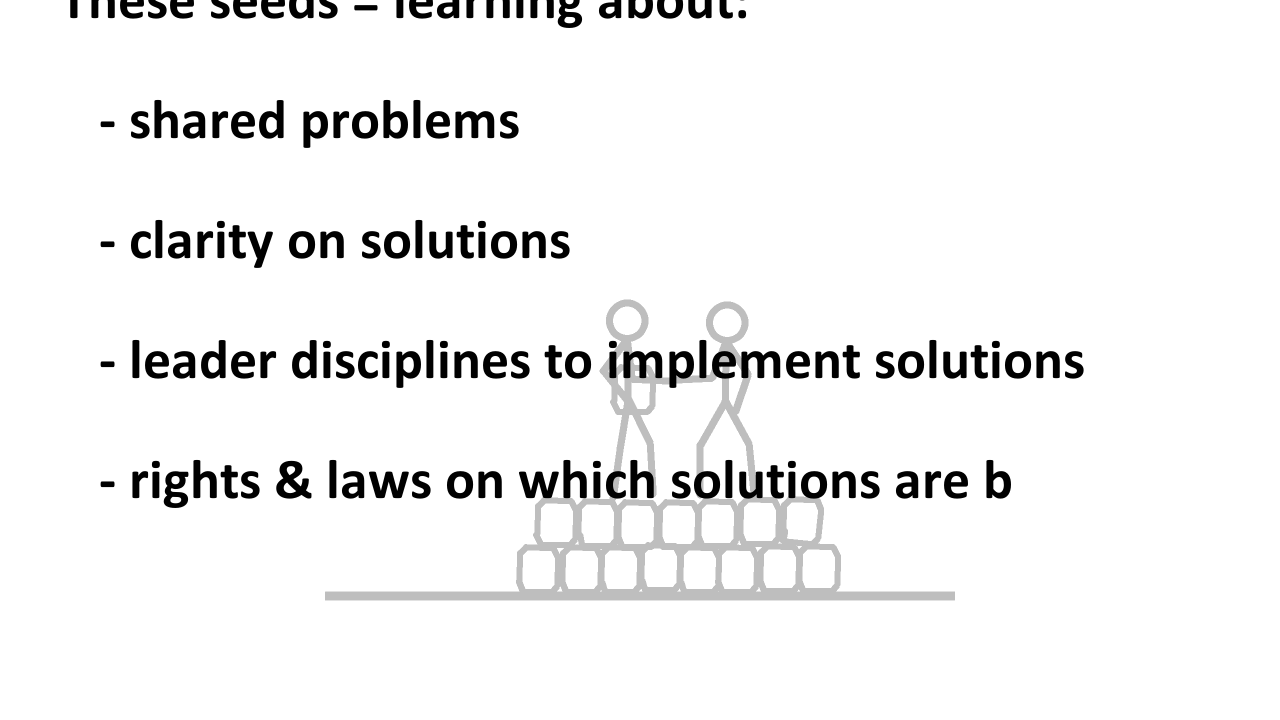 These seeds = learning about:
- shared problems
- clarity on solutions
- leader disciplines to implement solutions
- rights & laws on which solutions are b